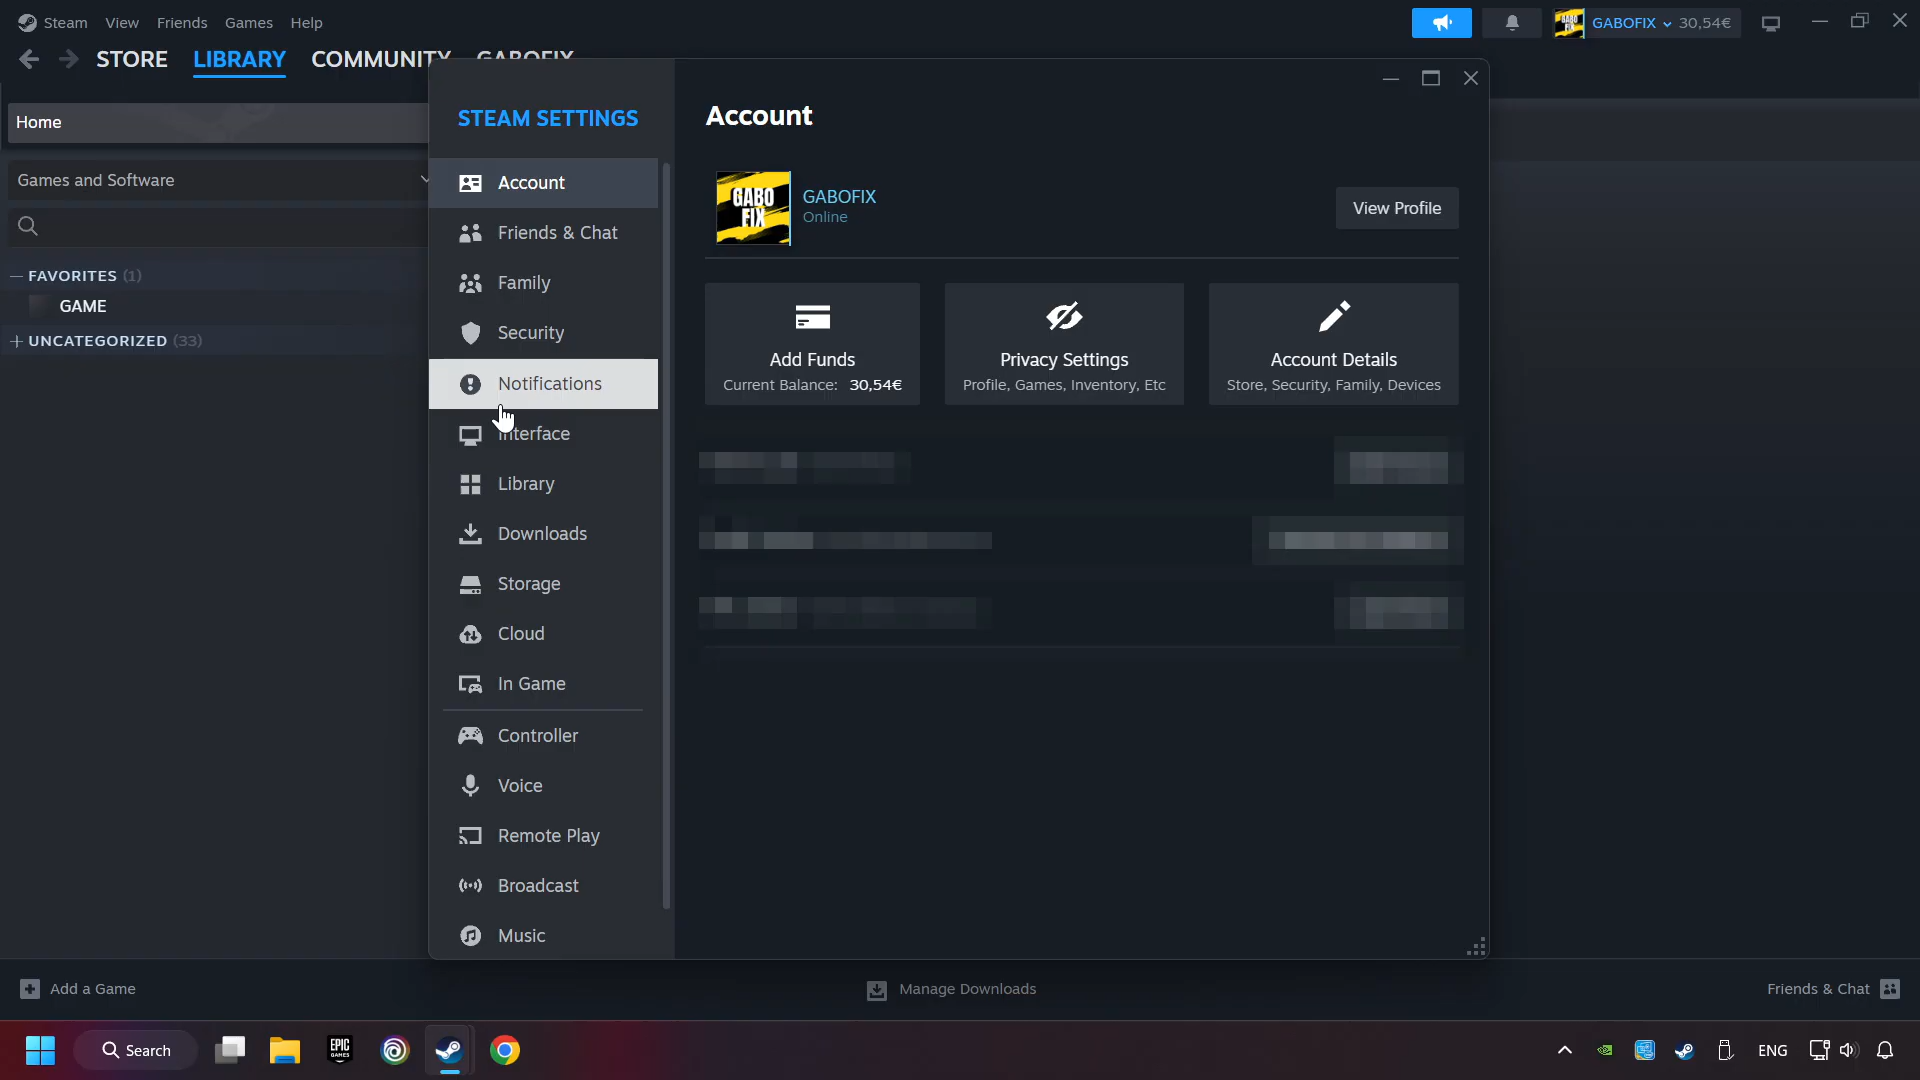 Steam View Friends Games Help
GABOFIX 30,54€
STORE LIBRARY COMMUNITY GABOFIX
Home
Games and Software
FAVORITES (1)
GAME
UNCATEGORIZED (33)
STEAM SETTINGS
Account
Friends & Chat
Family
Security
Notifications
Interface
Library
Downloads
Storage
Cloud
In Game
Controller
Voice
Remote Play
Broadcast
Music
Account
GABO
FIX
GABOFIX
Online
View Profile
Add Funds
Current Balance: 30,54€
Privacy Settings
Profile, Games, Inventory, Etc
Account Details
Store, Security, Family, Devices
Add a Game
Manage Downloads
Friends & Chat
Search
EPIC
GAMES
ENG